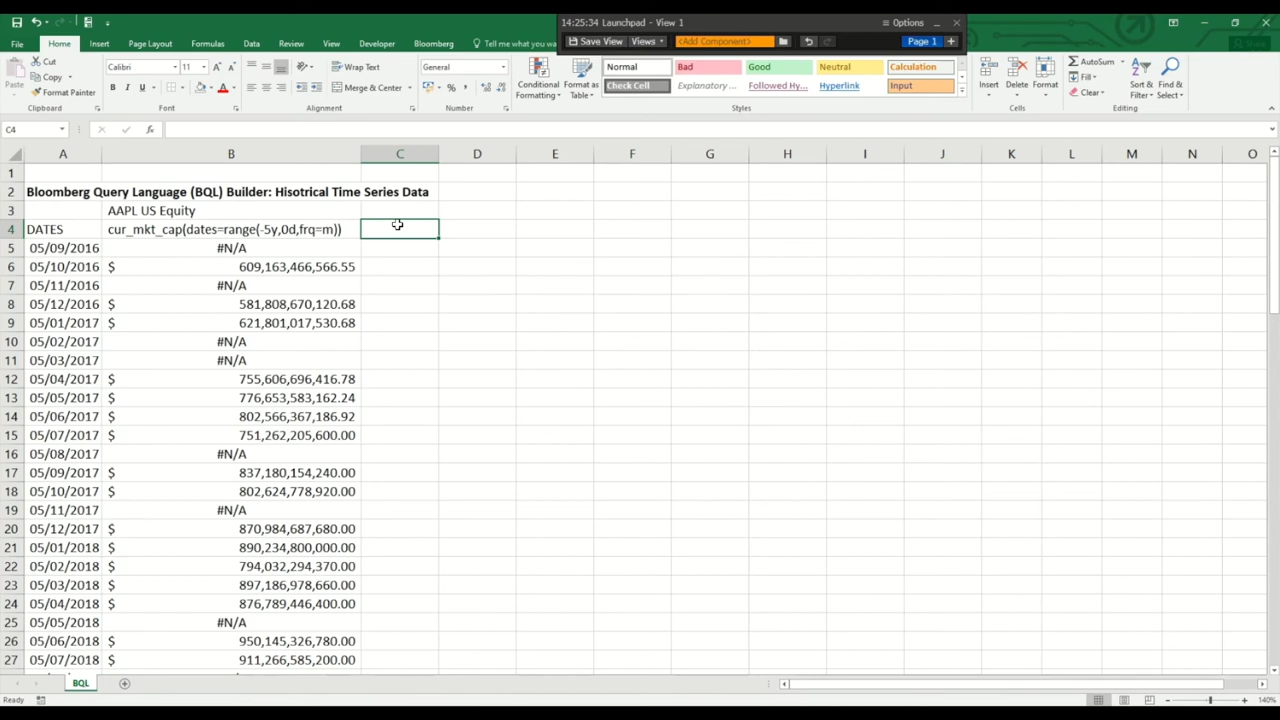 14:25:34 Launchpad - View 1
Options
Save View Views <Add Component> Page 1 +
File Home Insert Page Layout Formulas Data Review View Developer Bloomberg Tell me what you want
Paste Cut Copy Format Painter Clipboard
Calibri 11 A A B I U A Font
Wrap Text Merge & Center Alignment
General % , Number
Conditional Formatting Format as Table
Normal Bad Good Neutral Calculation
Check Cell Explanatory ... Followed Hy... Hyperlink Input
Styles
Insert Delete Format Cells
AutoSum Fill Clear Sort & Filter Find & Select Editing
C4 fx
A B C D E F G H I J K L M N O
1
2 Bloomberg Query Language (BQL) Builder: Hisotrical Time Series Data
3 AAPL US Equity
4 DATES cur_mkt_cap(dates=range(-5y,0d,frq=m))
5 05/09/2016 #N/A
6 05/10/2016 $ 609,163,466,566.55
7 05/11/2016 #N/A
8 05/12/2016 $ 581,808,670,120.68
9 05/01/2017 $ 621,801,017,530.68
10 05/02/2017 #N/A
11 05/03/2017 #N/A
12 05/04/2017 $ 755,606,696,416.78
13 05/05/2017 $ 776,653,583,162.24
14 05/06/2017 $ 802,566,367,186.92
15 05/07/2017 $ 751,262,205,600.00
16 05/08/2017 #N/A
17 05/09/2017 $ 837,180,154,240.00
18 05/10/2017 $ 802,624,778,920.00
19 05/11/2017 #N/A
20 05/12/2017 $ 870,984,687,680.00
21 05/01/2018 $ 890,234,800,000.00
22 05/02/2018 $ 794,032,294,370.00
23 05/03/2018 $ 897,186,978,660.00
24 05/04/2018 $ 876,789,446,400.00
25 05/05/2018 #N/A
26 05/06/2018 $ 950,145,326,780.00
27 05/07/2018 $ 911,266,585,200.00
BQL
Ready 140%